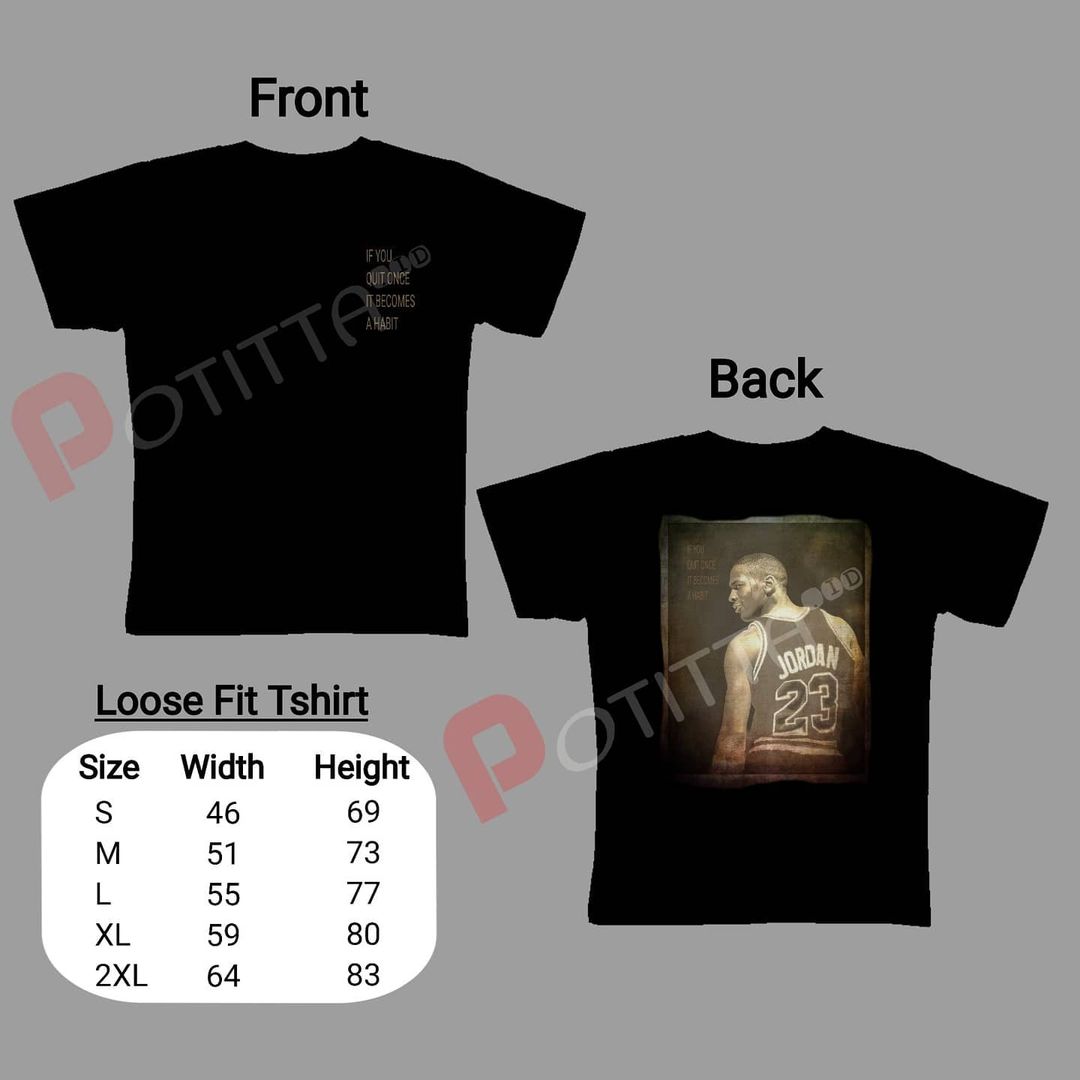 Front
IF YOU
QUIT ONCE
IT BECOMES
A HABIT
POTITTA
Back
IF YOU
QUIT ONCE
IT BECOMES
A HABIT
JORDAN
23
POTITTA
Loose Fit Tshirt
Size Width Height
S 46 69
M 51 73
L 55 77
XL 59 80
2XL 64 83